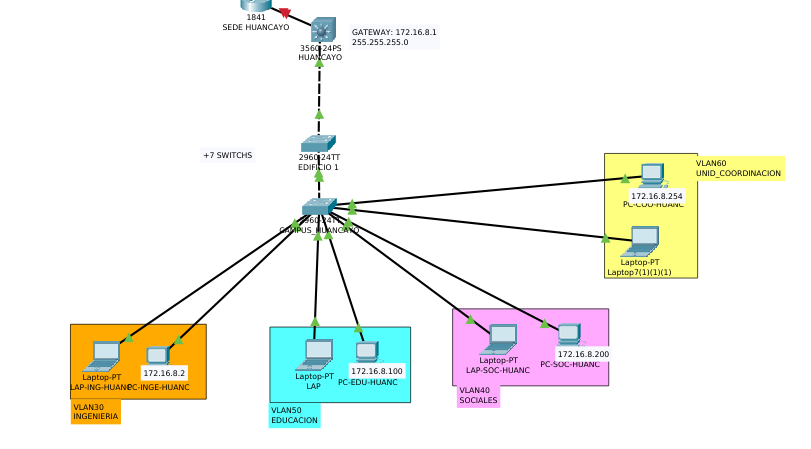 1841
SEDE HUANCAYO
3560-24PS
HUANCAYO
GATEWAY: 172.16.8.1
255.255.255.0
+7 SWITCHS
2960-24TT
EDIFICIO 1
2960-24TT
CAMPUS_HUANCAYO
VLAN60
UNID_COORDINACION
172.16.8.254
PC-COO-HUANC
Laptop-PT
Laptop7(1)(1)(1)
Laptop-PT
LAP-ING-HUANC
172.16.8.2
PC-INGE-HUANC
VLAN30
INGENIERIA
Laptop-PT
LAP
172.16.8.100
PC-EDU-HUANC
VLAN50
EDUCACION
Laptop-PT
LAP-SOC-HUANC
172.16.8.200
PC-SOC-HUANC
VLAN40
SOCIALES